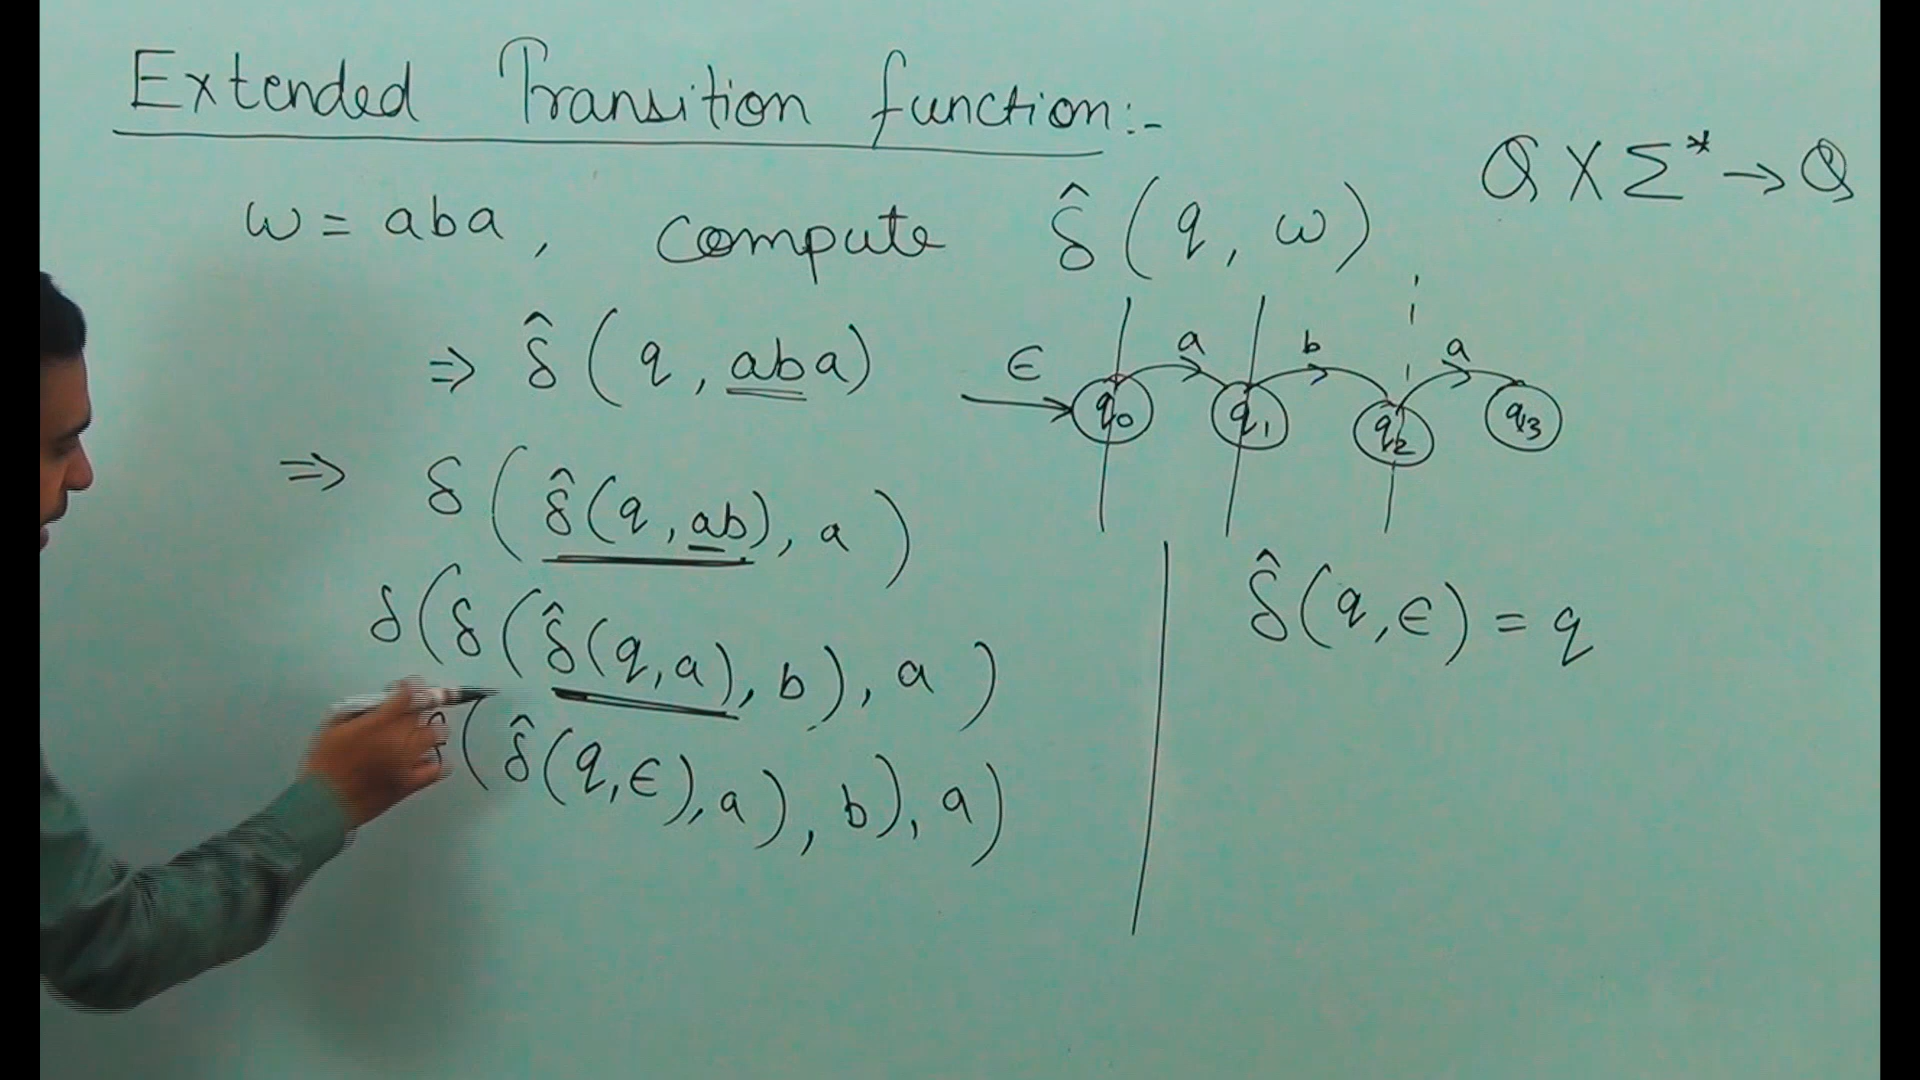 Extended Transition function:-
Q X Σ* → Q
ω = aba, compute δ̂(q, ω)
⇒ δ̂(q, aba)
ϵ a b a
q0 q1 q2 q3
⇒ δ(δ̂(q, ab), a)
δ̂(q, ϵ) = q
δ(δ(δ̂(q, a), b), a)
(δ̂(q, ϵ), a), b), a)